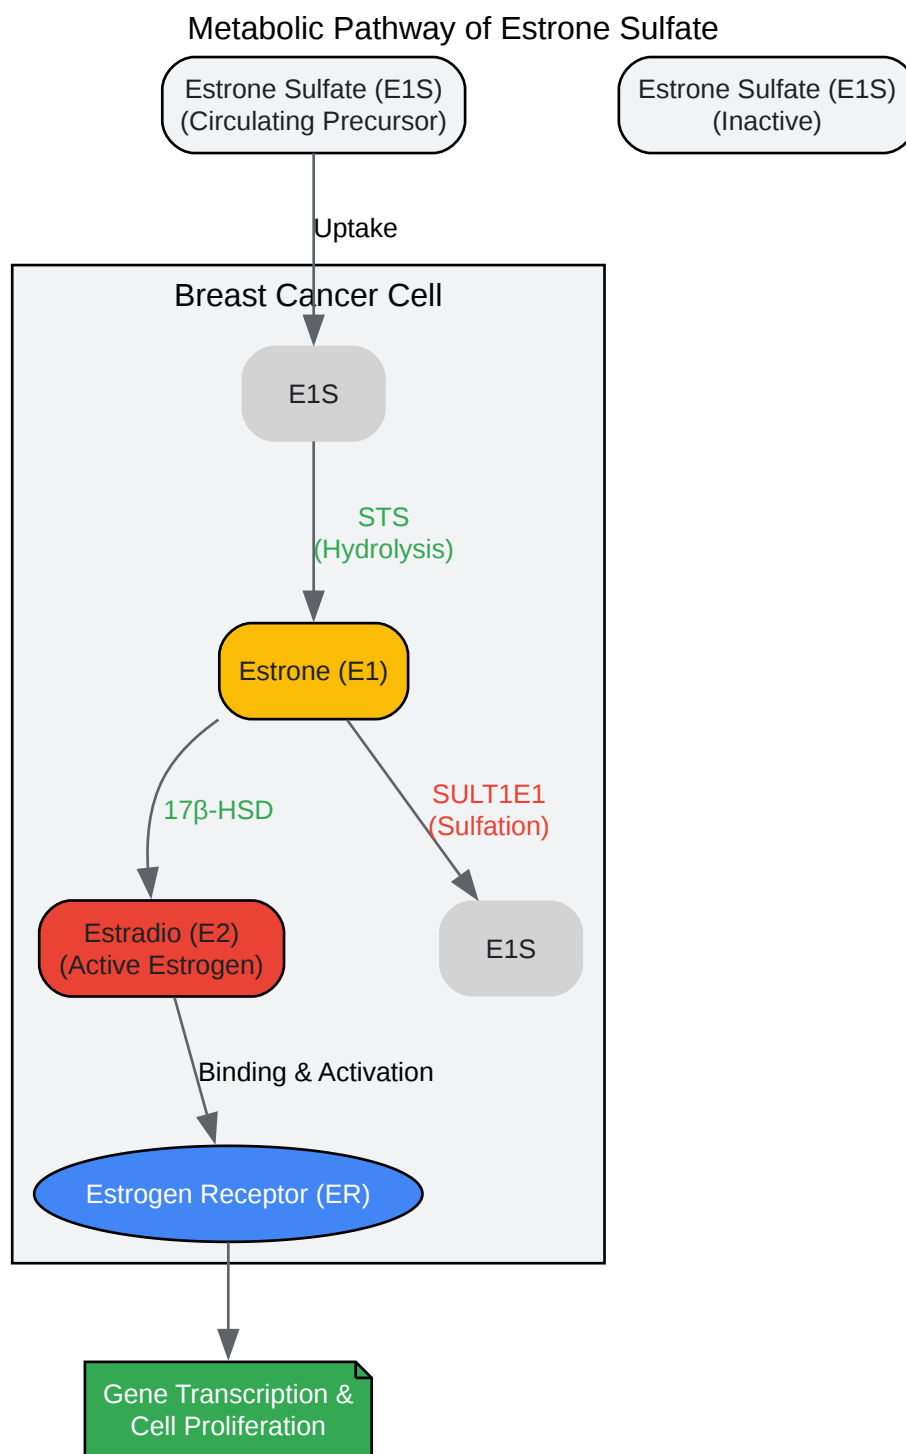 Metabolic Pathway of Estrone Sulfate
Estrone Sulfate (E1S)
(Circulating Precursor)
Estrone Sulfate (E1S)
(Inactive)
Uptake
Breast Cancer Cell
E1S
STS
(Hydrolysis)
Estrone (E1)
17β-HSD
SULT1E1
(Sulfation)
Estradio (E2)
(Active Estrogen)
E1S
Binding & Activation
Estrogen Receptor (ER)
Gene Transcription &
Cell Proliferation